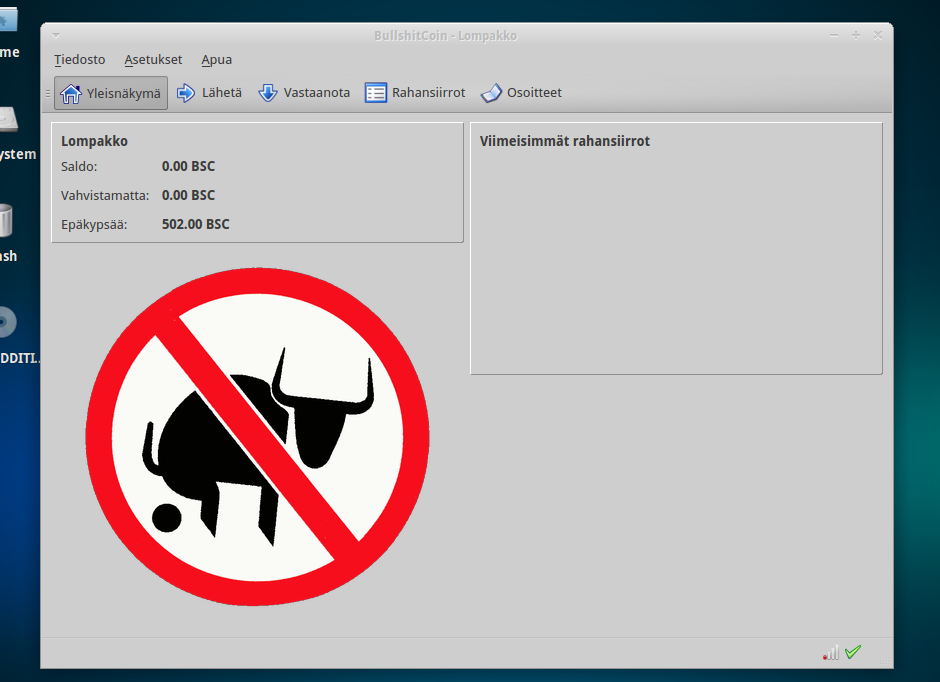 BullshitCoin - Lompakko
Tiedosto Asetukset Apua
Yleisnäkymä Lähetä Vastaanota Rahansiirrot Osoitteet
Lompakko
Saldo: 0.00 BSC
Vahvistamatta: 0.00 BSC
Epäkypsää: 502.00 BSC
Viimeisimmät rahansiirrot
me
ystem
ash
DDITI...